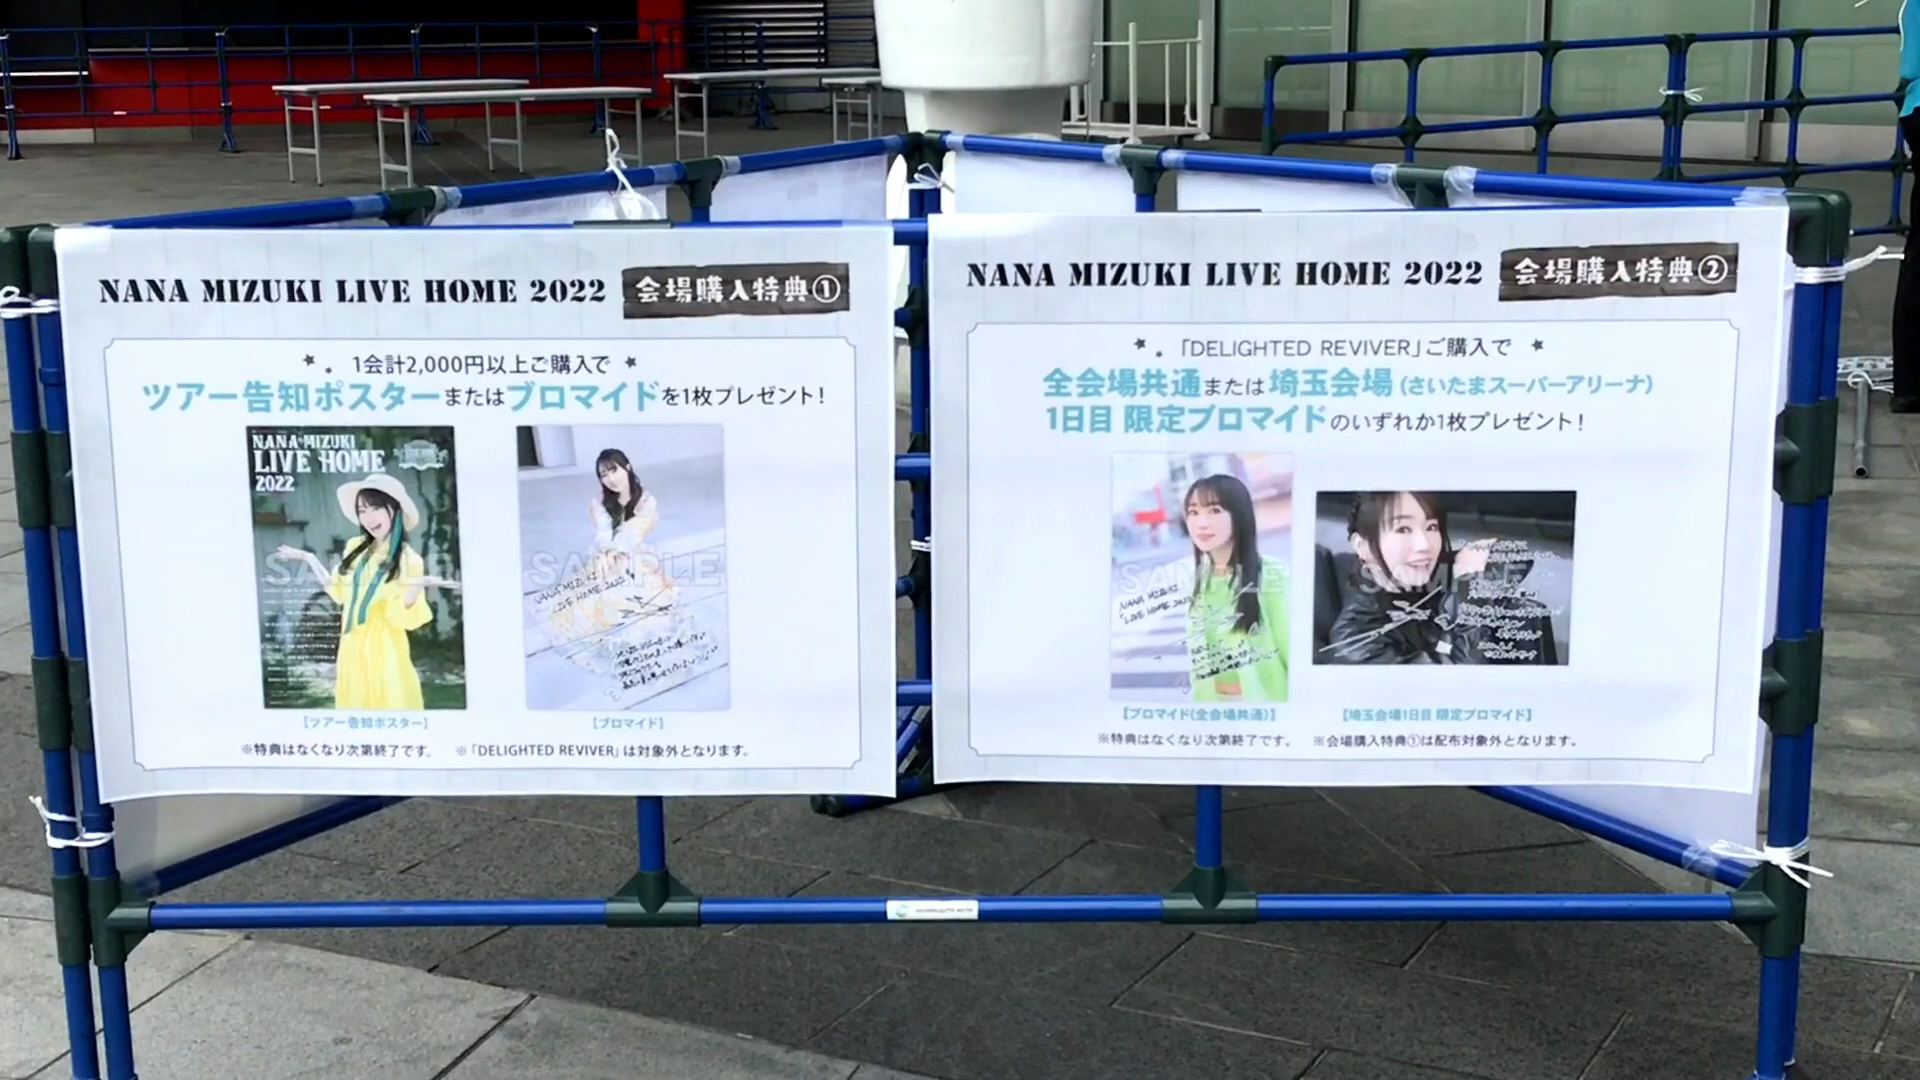 NANA MIZUKI LIVE HOME 2022 会場購入特典①
1会計2,000円以上ご購入で
ツアー告知ポスターまたはブロマイドを1枚プレゼント!
NANA MIZUKI
LIVE HOME
2022
SAMPLE
SAMPLE
NANA MIZUKI
LIVE HOME 2022
【ツアー告知ポスター】
【ブロマイド】
※特典はなくなり次第終了です。 ※「DELIGHTED REVIVER」は対象外となります。
NANA MIZUKI LIVE HOME 2022 会場購入特典②
「DELIGHTED REVIVER」ご購入で
全会場共通または埼玉会場(さいたまスーパーアリーナ)
1日目 限定ブロマイドのいずれか1枚プレゼント!
SAMPLE
NANA MIZUKI
「LIVE HOME 2022
SAMPLE
【ブロマイド(全会場共通)】
【埼玉会場1日目 限定ブロマイド】
※特典はなくなり次第終了です。 ※会場購入特典①は配布対象外となります。